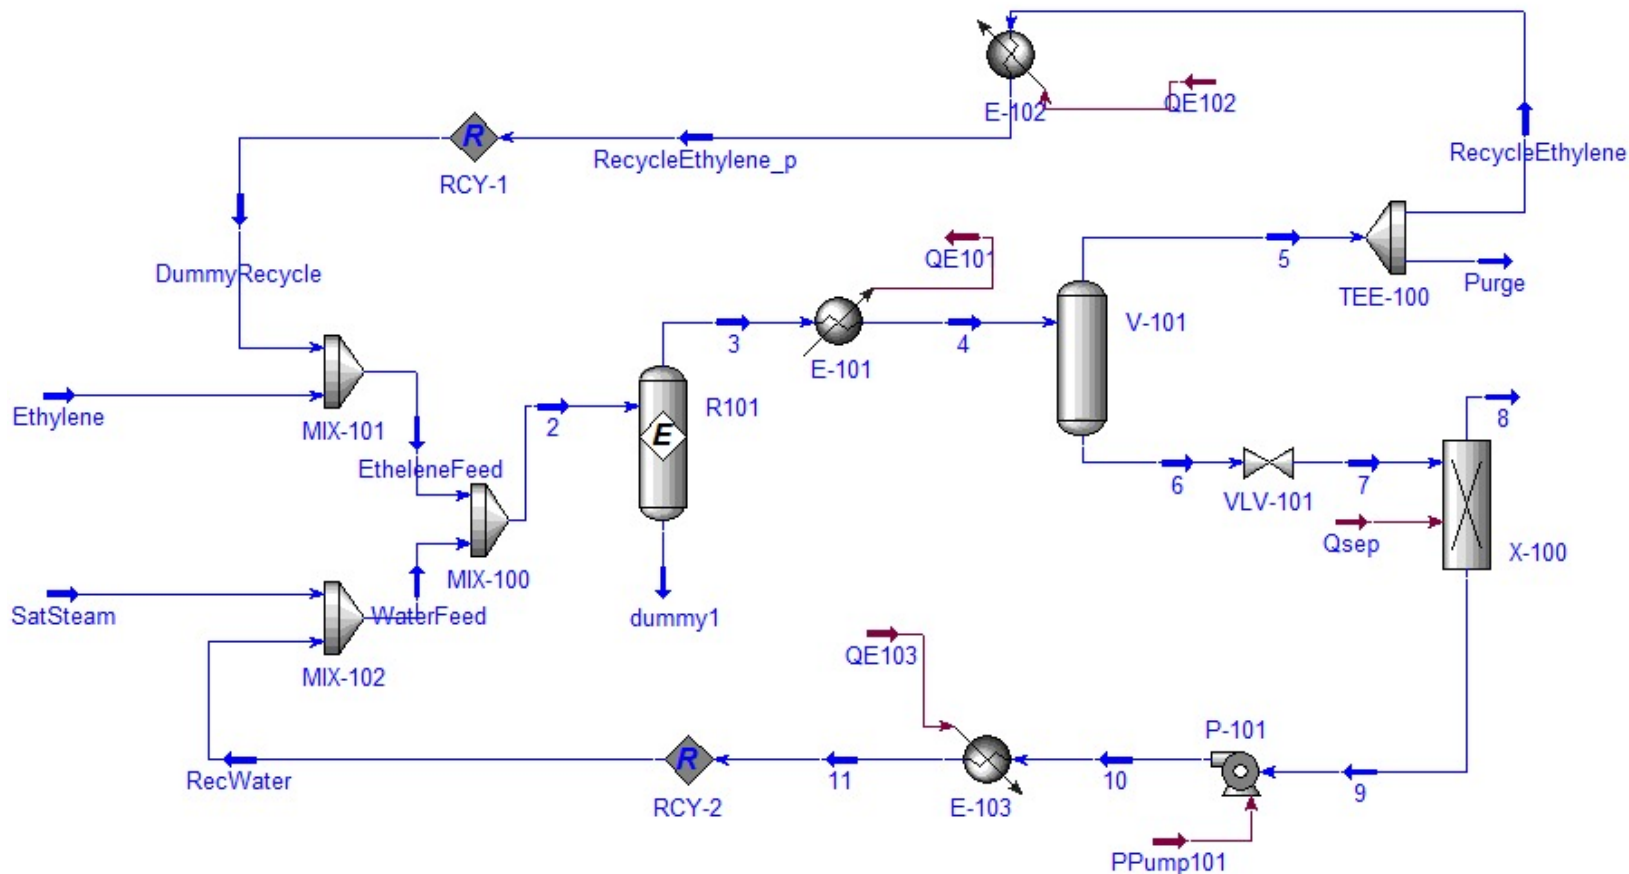 E-102
QE102
RecycleEthylene
RecycleEthylene_p
R
RCY-1
DummyRecycle
QE101
5
TEE-100
Purge
V-101
3
E-101
4
Ethylene
MIX-101
2
R101
E
8
EtheleneFeed
6
VLV-101
7
Qsep
X-100
MIX-100
SatSteam
WaterFeed
dummy1
MIX-102
QE103
P-101
RecWater
R
RCY-2
11
E-103
10
9
PPump101